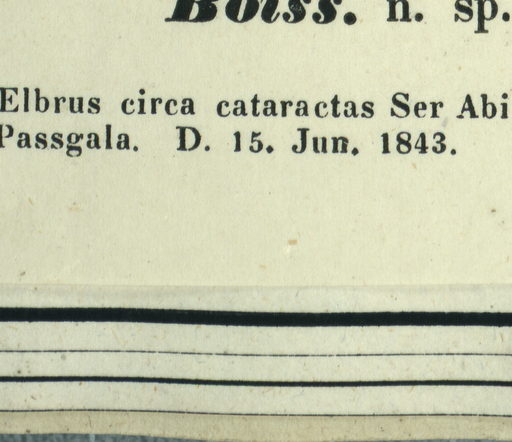 Boiss. n. sp.
Elbrus circa cataractas Ser Abi
Passgala. D. 15. Jun. 1843.